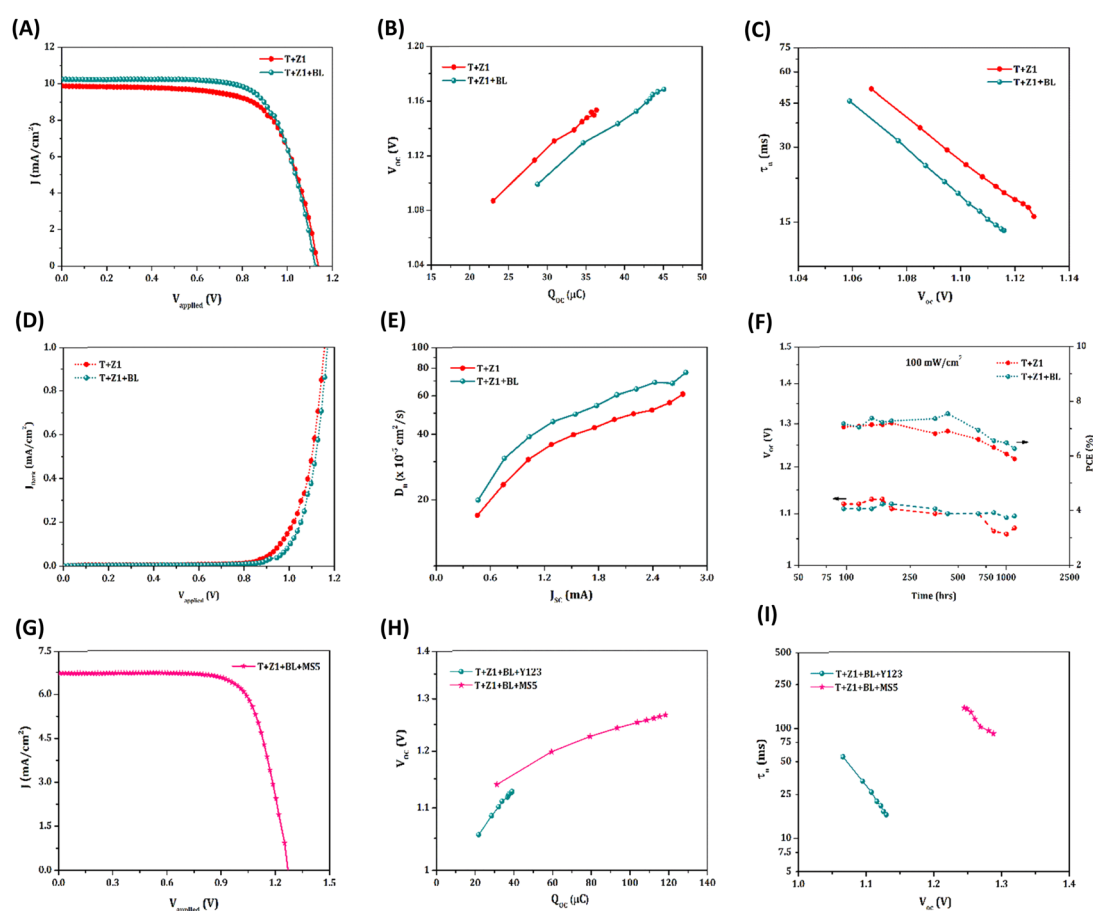 (A)
12
10
8
6
4
2
0
J (mA/cm²)
T+Z1
T+Z1+BL
0.0
0.2
0.4
0.6
0.8
1.0
1.2
V_applied (V)
(B)
1.20
1.16
1.12
1.08
1.04
V_oc (V)
T+Z1
T+Z1+BL
15
20
25
30
35
40
45
50
Q_OC (μC)
(C)
75
60
45
30
15
τ_n (ms)
T+Z1
T+Z1+BL
1.04
1.06
1.08
1.10
1.12
1.14
V_oc (V)
(D)
1.0
0.8
0.6
0.4
0.2
0.0
(mA/cm²)
T+Z1
T+Z1+BL
0.0
0.2
0.4
0.6
0.8
1.0
1.2
V_applied (V)
(E)
100
80
60
40
20
D_n (x 10⁻⁵ cm²/s)
T+Z1
T+Z1+BL
0.6
1.2
1.8
2.4
3.0
J_SC (mA)
(F)
1.5
1.4
1.3
1.2
1.1
1
V_oc (V)
100 mW/cm²
T+Z1
T+Z1+BL
10
9
8
7
6
5
4
3
2
PCE (%)
50
75
100
250
500
750
1000
2500
Time (hrs)
(G)
7.5
6.0
4.5
3.0
1.5
0.0
J (mA/cm²)
T+Z1+BL+MS5
0.0
0.3
0.6
0.9
1.2
1.5
V_applied (V)
(H)
1.4
1.3
1.2
1.1
1
V_OC (V)
T+Z1+BL+Y123
T+Z1+BL+MS5
0
20
40
60
80
100
120
140
Q_OC (μC)
(I)
500
250
100
75
50
25
10
7.5
5
τ_n (ms)
T+Z1+BL+Y123
T+Z1+BL+MS5
1.0
1.1
1.2
1.3
1.4
V_oc (V)